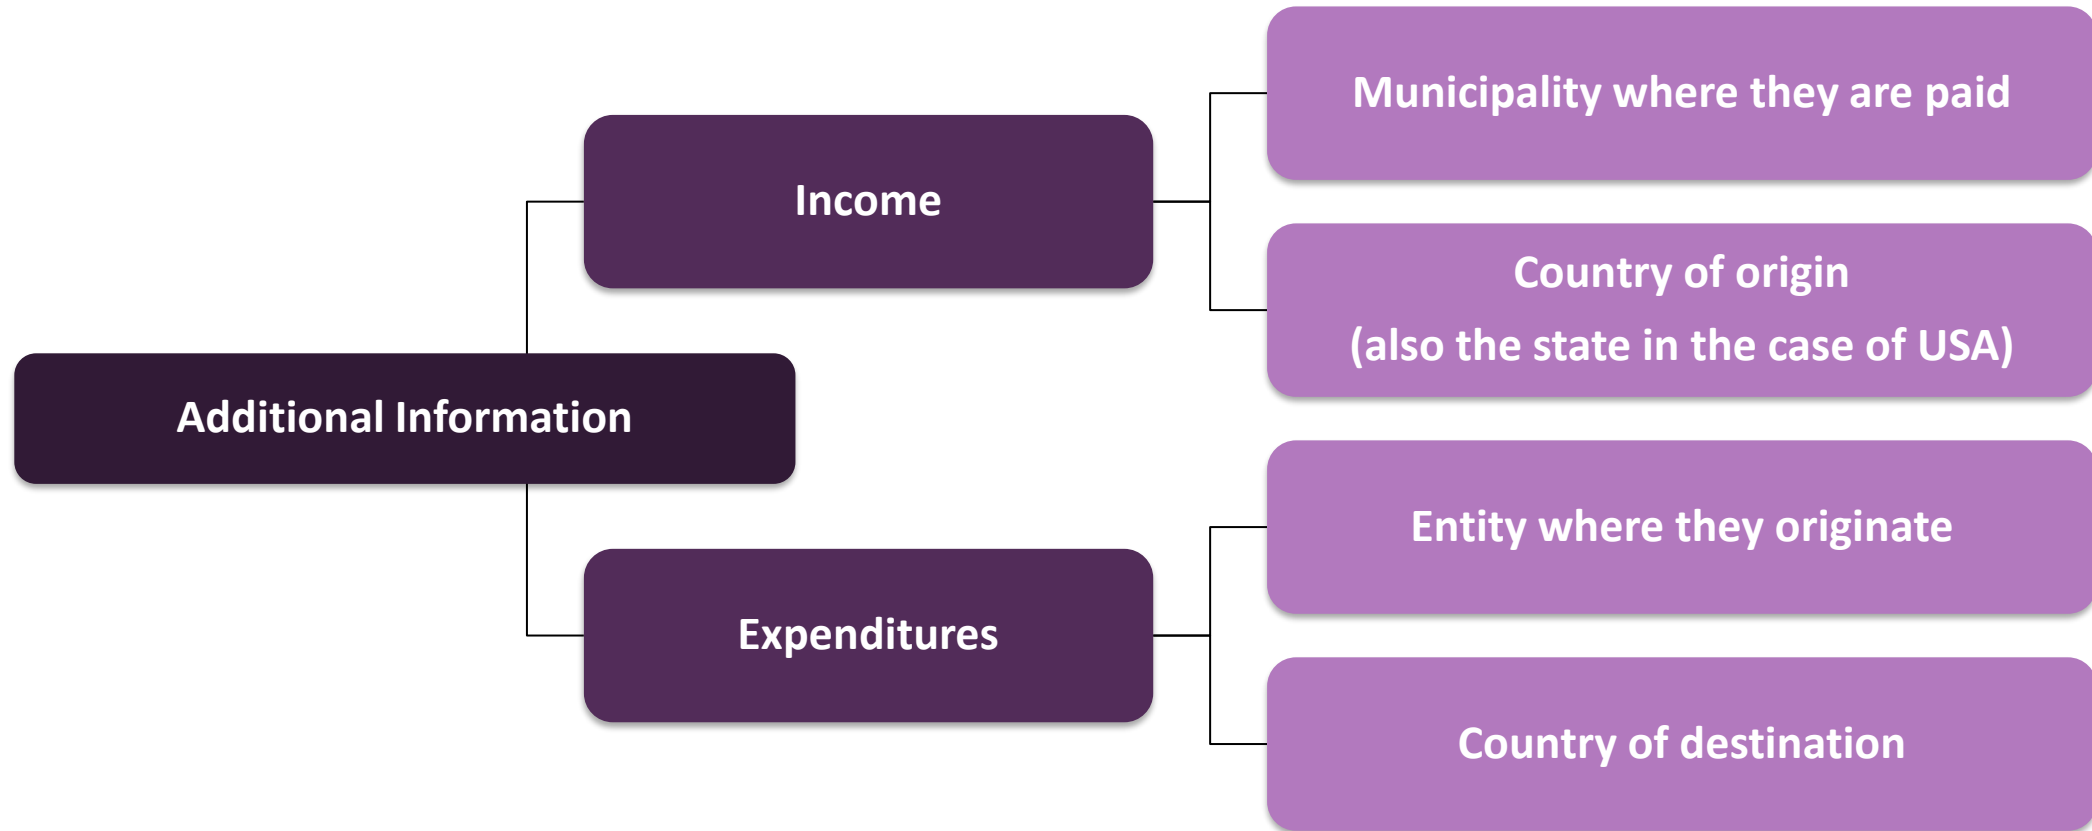 Additional Information
Income
Municipality where they are paid
Country of origin
(also the state in the case of USA)
Expenditures
Entity where they originate
Country of destination